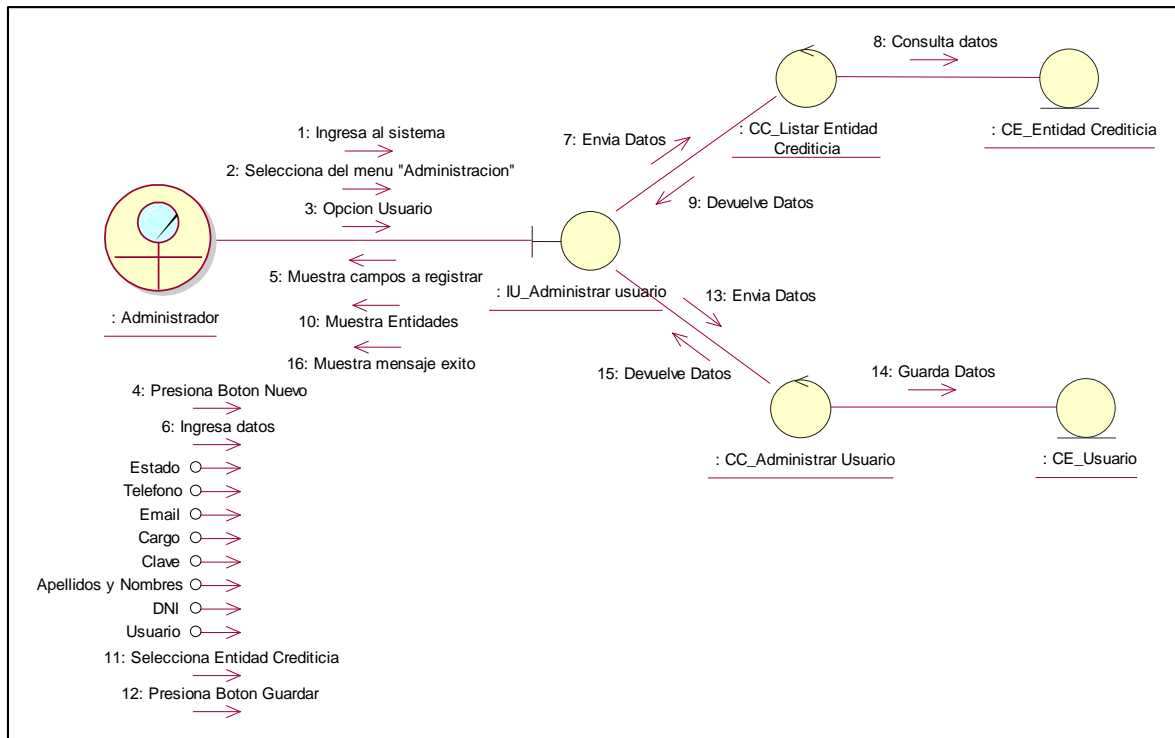 8: Consulta datos
: CC_Listar Entidad
Crediticia
: CE_Entidad Crediticia
1: Ingresa al sistema
2: Selecciona del menu "Administracion"
3: Opcion Usuario
7: Envia Datos
9: Devuelve Datos
5: Muestra campos a registrar
10: Muestra Entidades
16: Muestra mensaje exito
: Administrador
: IU_Administrar usuario
13: Envia Datos
15: Devuelve Datos
14: Guarda Datos
: CC_Administrar Usuario
: CE_Usuario
4: Presiona Boton Nuevo
6: Ingresa datos
Estado
Telefono
Email
Cargo
Clave
Apellidos y Nombres
DNI
Usuario
11: Selecciona Entidad Crediticia
12: Presiona Boton Guardar